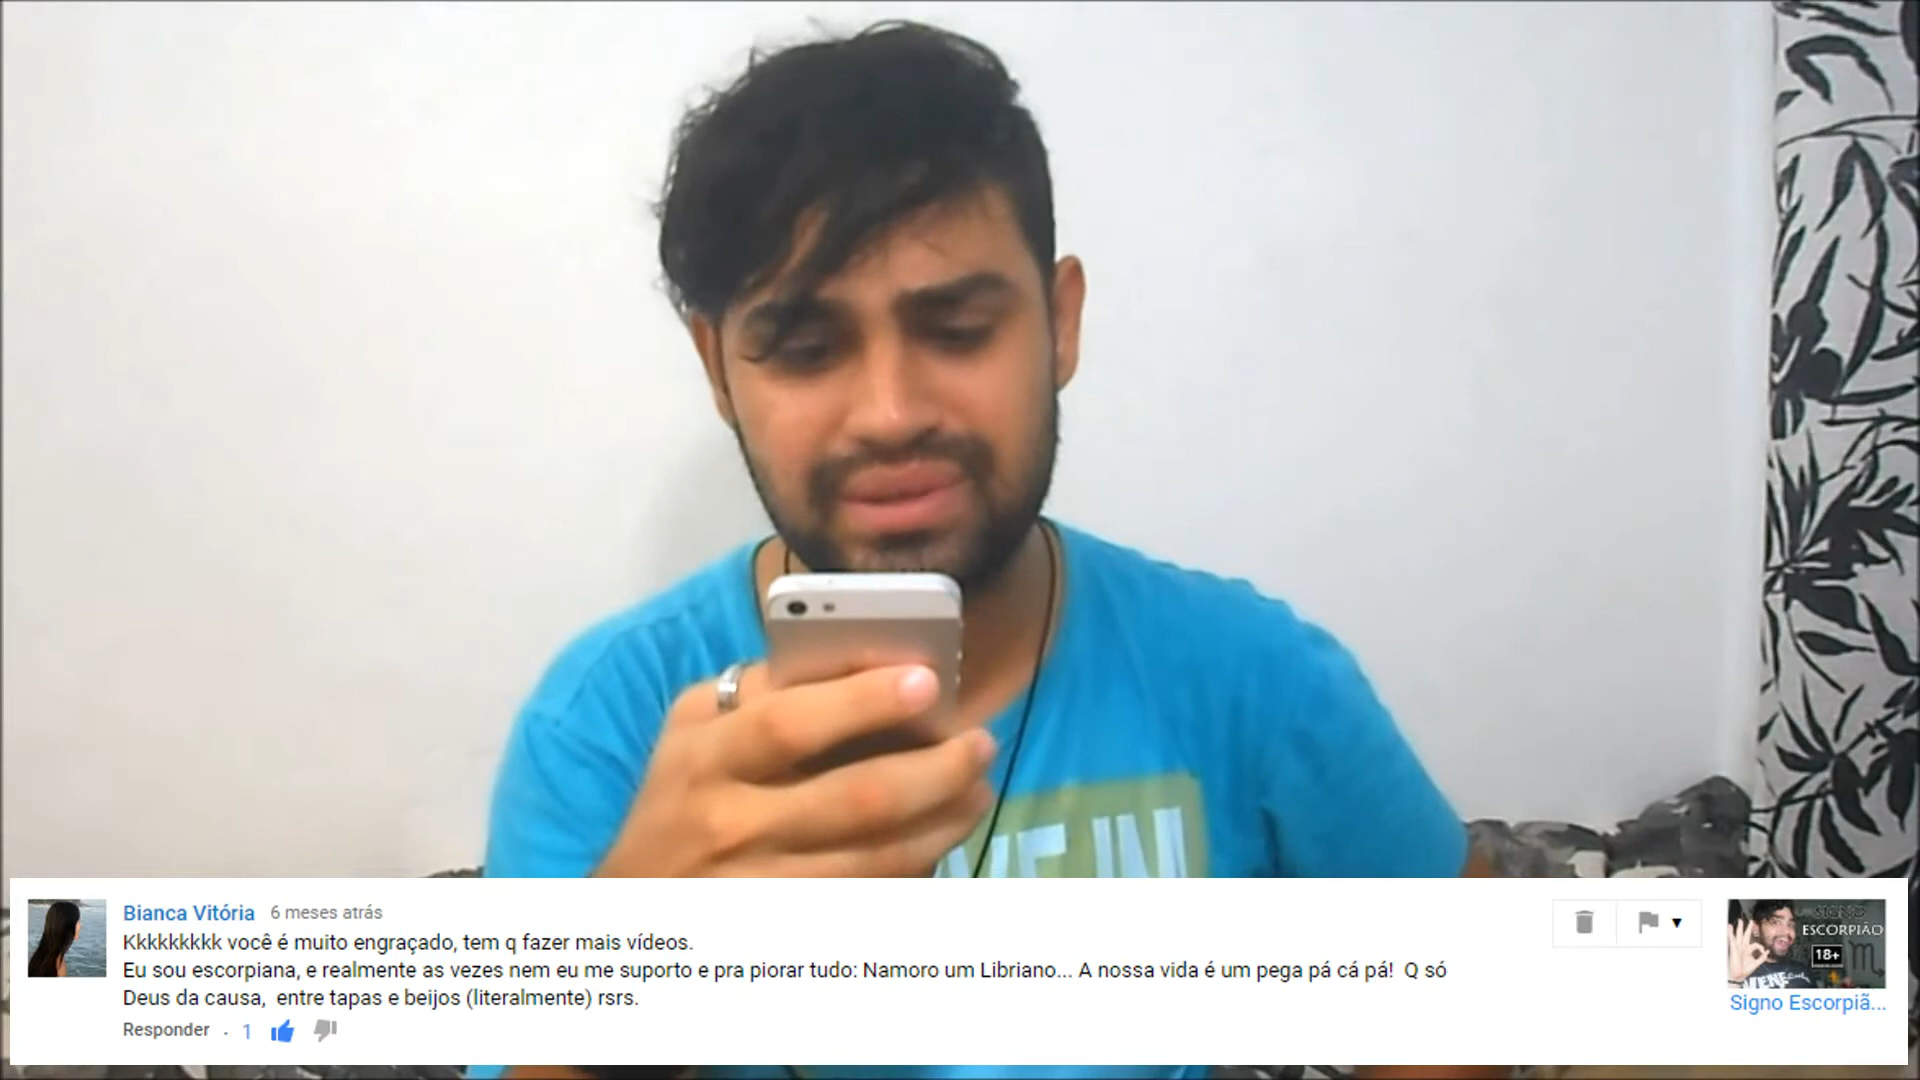 Bianca Vitória 6 meses atrás
Kkkkkkkkk você é muito engraçado, tem q fazer mais vídeos.
Eu sou escorpiana, e realmente as vezes nem eu me suporto e pra piorar tudo: Namoro um Libriano... A nossa vida é um pega pá cá pá! Q só
Deus da causa, entre tapas e beijos (literalmente) rsrs.
Responder . 1
SIGNO
ESCORPIÃO
18+
Signo Escorpiã...
IN